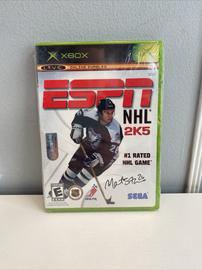 XBOX
LIVE ONLINE ENABLED
ESPN
NHL
2K5
#1 RATED
NHL GAME
E
SEGA